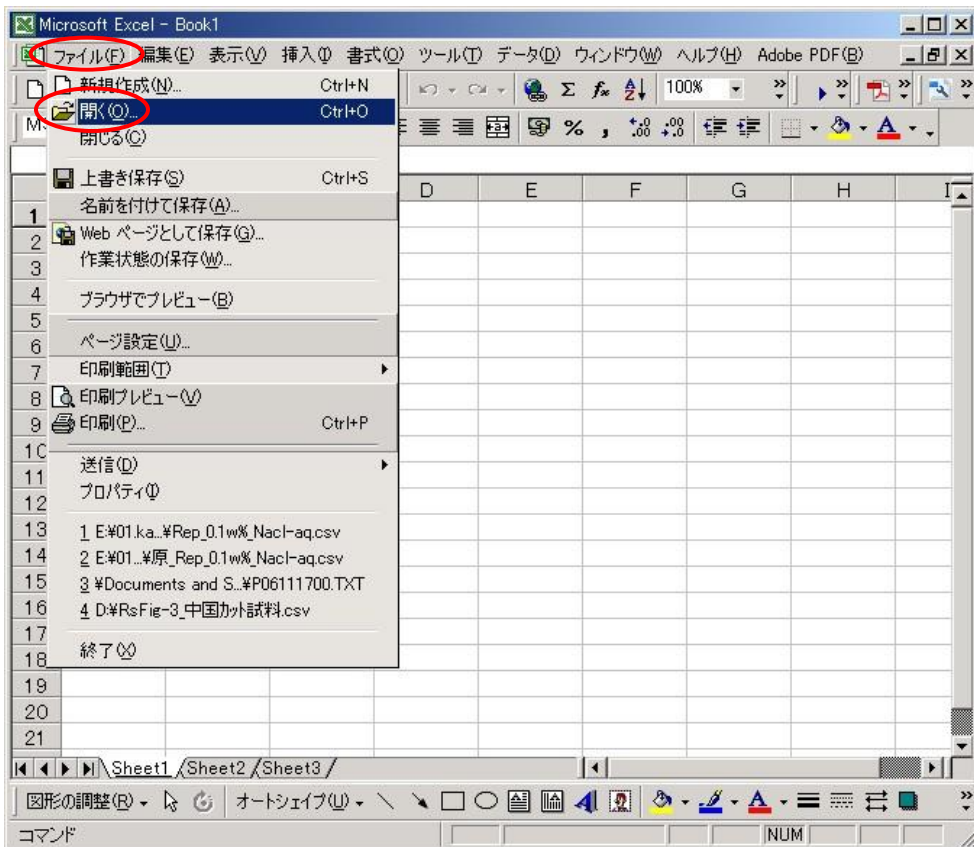 Microsoft Excel - Book1
ファイル(F) 編集(E) 表示(V) 挿入(I) 書式(O) ツール(T) データ(D) ウィンドウ(W) ヘルプ(H) Adobe PDF(B)
100%
新規作成(N)... Ctrl+N
開く(O)... Ctrl+O
閉じる(C)
上書き保存(S) Ctrl+S
名前を付けて保存(A)...
Web ページとして保存(G)...
作業状態の保存(W)...
ブラウザでプレビュー(B)
ページ設定(U)...
印刷範囲(T)
印刷プレビュー(V)
印刷(P)... Ctrl+P
送信(D)
プロパティ(I)
1 E:¥01.ka...¥Rep_0.1w%_Nacl-aq.csv
2 E:¥01...¥原_Rep_0.1w%_Nacl-aq.csv
3 ¥Documents and S...¥P06111700.TXT
4 D:¥RsFig-3_中国カット試料.csv
終了(X)
D E F G H I
1
2
3
4
5
6
7
8
9
10
11
12
13
14
15
16
17
18
19
20
21
Sheet1 Sheet2 Sheet3
図形の調整(R) オートシェイプ(U)
コマンド NUM